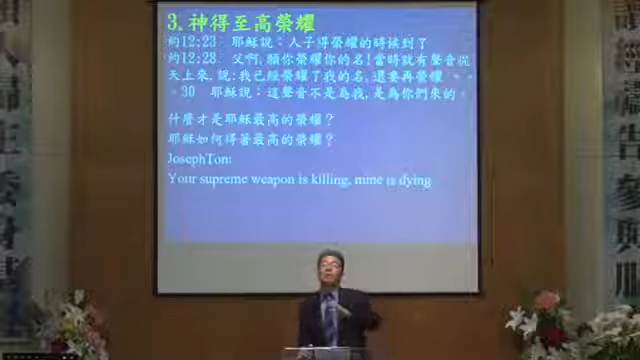 3.神得至高榮耀
約12:23 耶穌說：人子得榮耀的時候到了
約12:28 父啊,願你榮耀你的名!當時就有聲音從
天上來,說:我已經榮耀了我的名,還要再榮耀。。
。30 耶穌說：這聲音不是為我,是為你們來的。
什麼才是耶穌最高的榮耀？
耶穌如何得著最高的榮耀？
JosephTon:
Your supreme weapon is killing, mine is dying